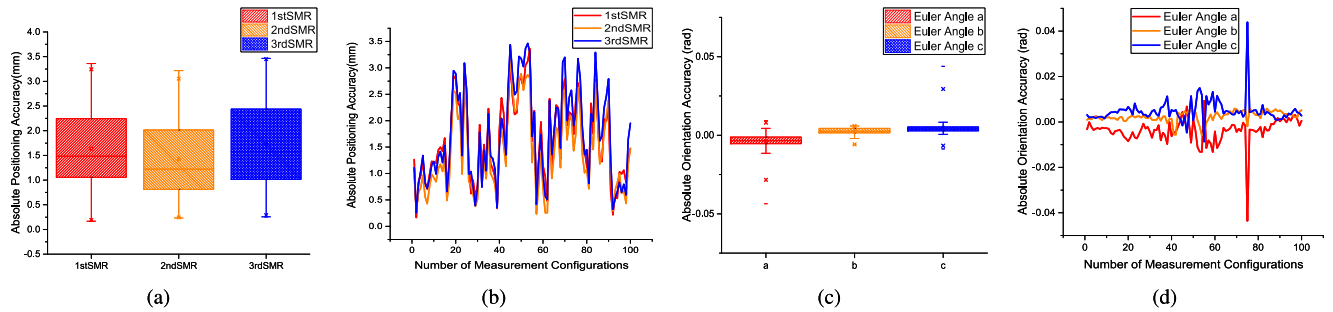 Absolute Positioning Accuracy(mm)
4.0
3.5
3.0
2.5
2.0
1.5
1.0
0.5
0.0
-0.5
1stSMR
2ndSMR
3rdSMR
1stSMR
2ndSMR
3rdSMR
(a)
Absolute Positioning Accuracy(mm)
3.5
3.0
2.5
2.0
1.5
1.0
0.5
0.0
1stSMR
2ndSMR
3rdSMR
0
20
40
60
80
100
Number of Measurement Configurations
(b)
Absolute Orientation Accuracy (rad)
0.05
0.00
-0.05
Euler Angle a
Euler Angle b
Euler Angle c
a
b
c
(c)
Absolute Orientation Accuracy (rad)
0.04
0.02
0.00
-0.02
-0.04
Euler Angle a
Euler Angle b
Euler Angle c
0
20
40
60
80
100
Number of Measurement Configurations
(d)